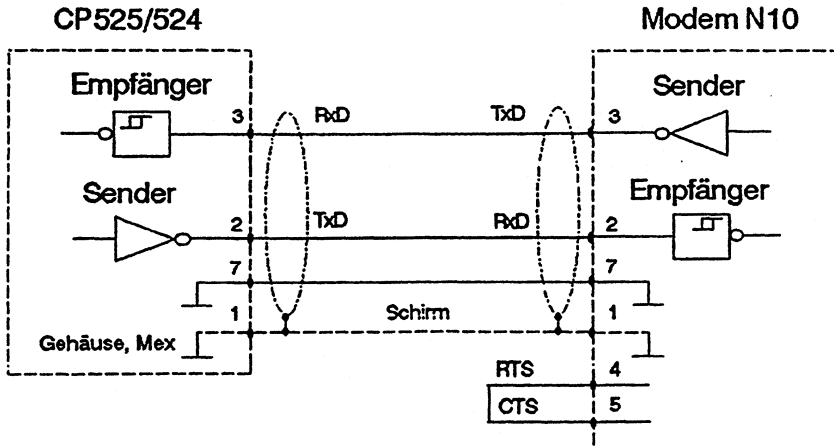 CP525/524 Modem N10
Empfänger Sender
3 RxD TxD 3
Sender Empfänger
2 TxD RxD 2
7 7
1 Schirm 1
Gehäuse, Mex
RTS 4
CTS 5